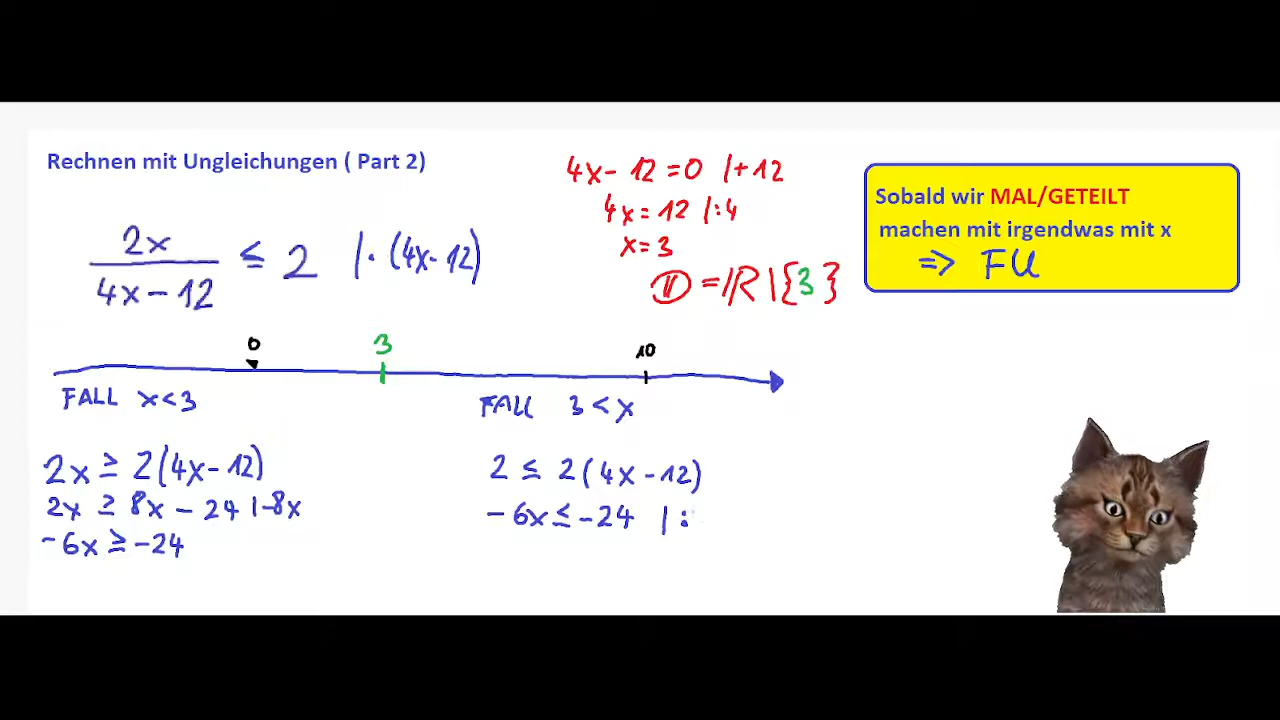 Rechnen mit Ungleichungen ( Part 2)
4x - 12 = 0 | + 12
4x = 12 | : 4
x = 3
𝔻 = ℝ \ { 3 }
Sobald wir MAL/GETEILT
machen mit irgendwas mit x
=> FU
2x / (4x - 12) ≤ 2 | · (4x - 12)
0 3 10
FALL x < 3
2x ≥ 2(4x - 12)
2x ≥ 8x - 24 | -8x
-6x ≥ -24
FALL 3 < x
2 ≤ 2(4x - 12)
-6x ≤ -24 | :